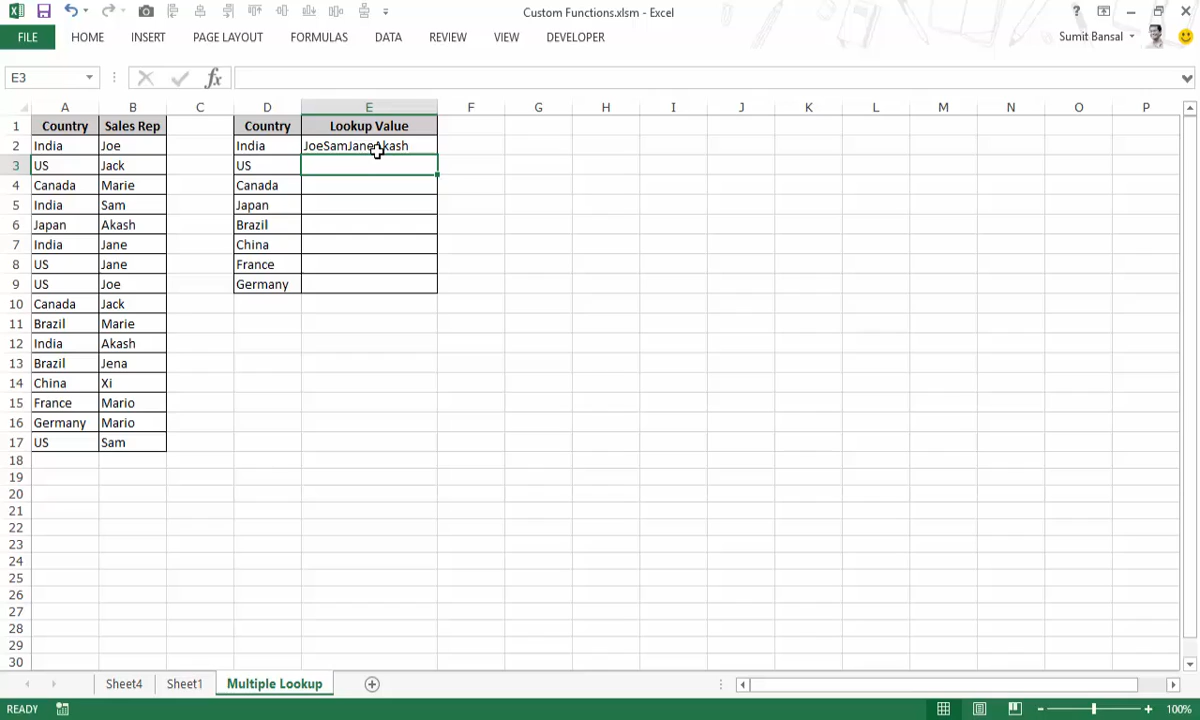 Custom Functions.xlsm - Excel
FILE HOME INSERT PAGE LAYOUT FORMULAS DATA REVIEW VIEW DEVELOPER Sumit Bansal
E3 fx
A B C D E F G H I J K L M N O P
1 Country Sales Rep Country Lookup Value
2 India Joe India JoeSamJaneAkash
3 US Jack US
4 Canada Marie Canada
5 India Sam Japan
6 Japan Akash Brazil
7 India Jane China
8 US Jane France
9 US Joe Germany
10 Canada Jack
11 Brazil Marie
12 India Akash
13 Brazil Jena
14 China Xi
15 France Mario
16 Germany Mario
17 US Sam
18
19
20
21
22
23
24
25
26
27
28
29
30
Sheet4 Sheet1 Multiple Lookup
READY 100%